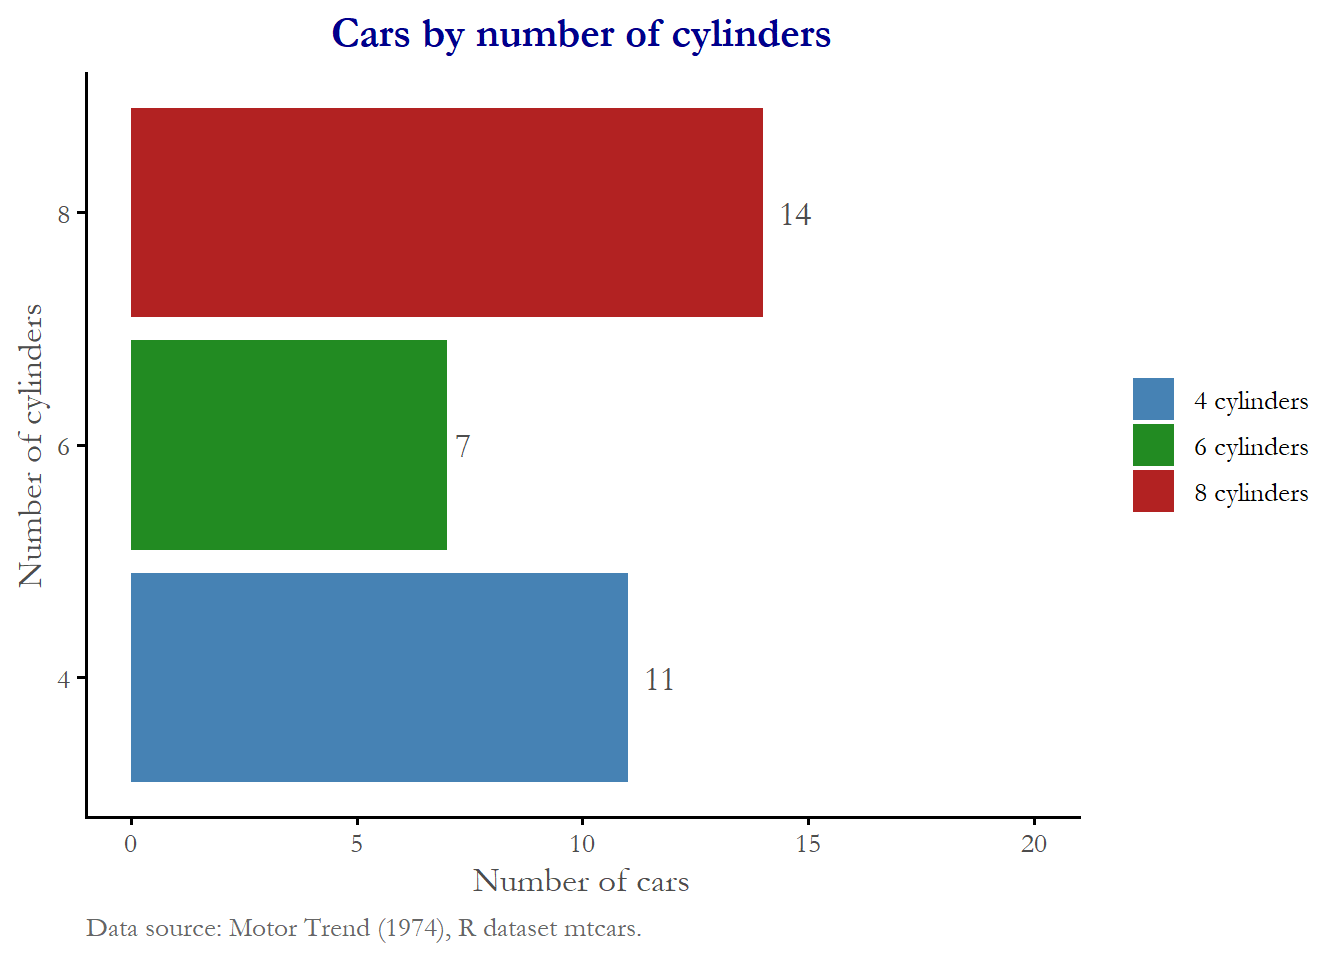 Cars by number of cylinders
Number of cylinders
8
14
6
7
4
11
4 cylinders
6 cylinders
8 cylinders
0 5 10 15 20
Number of cars
Data source: Motor Trend (1974), R dataset mtcars.